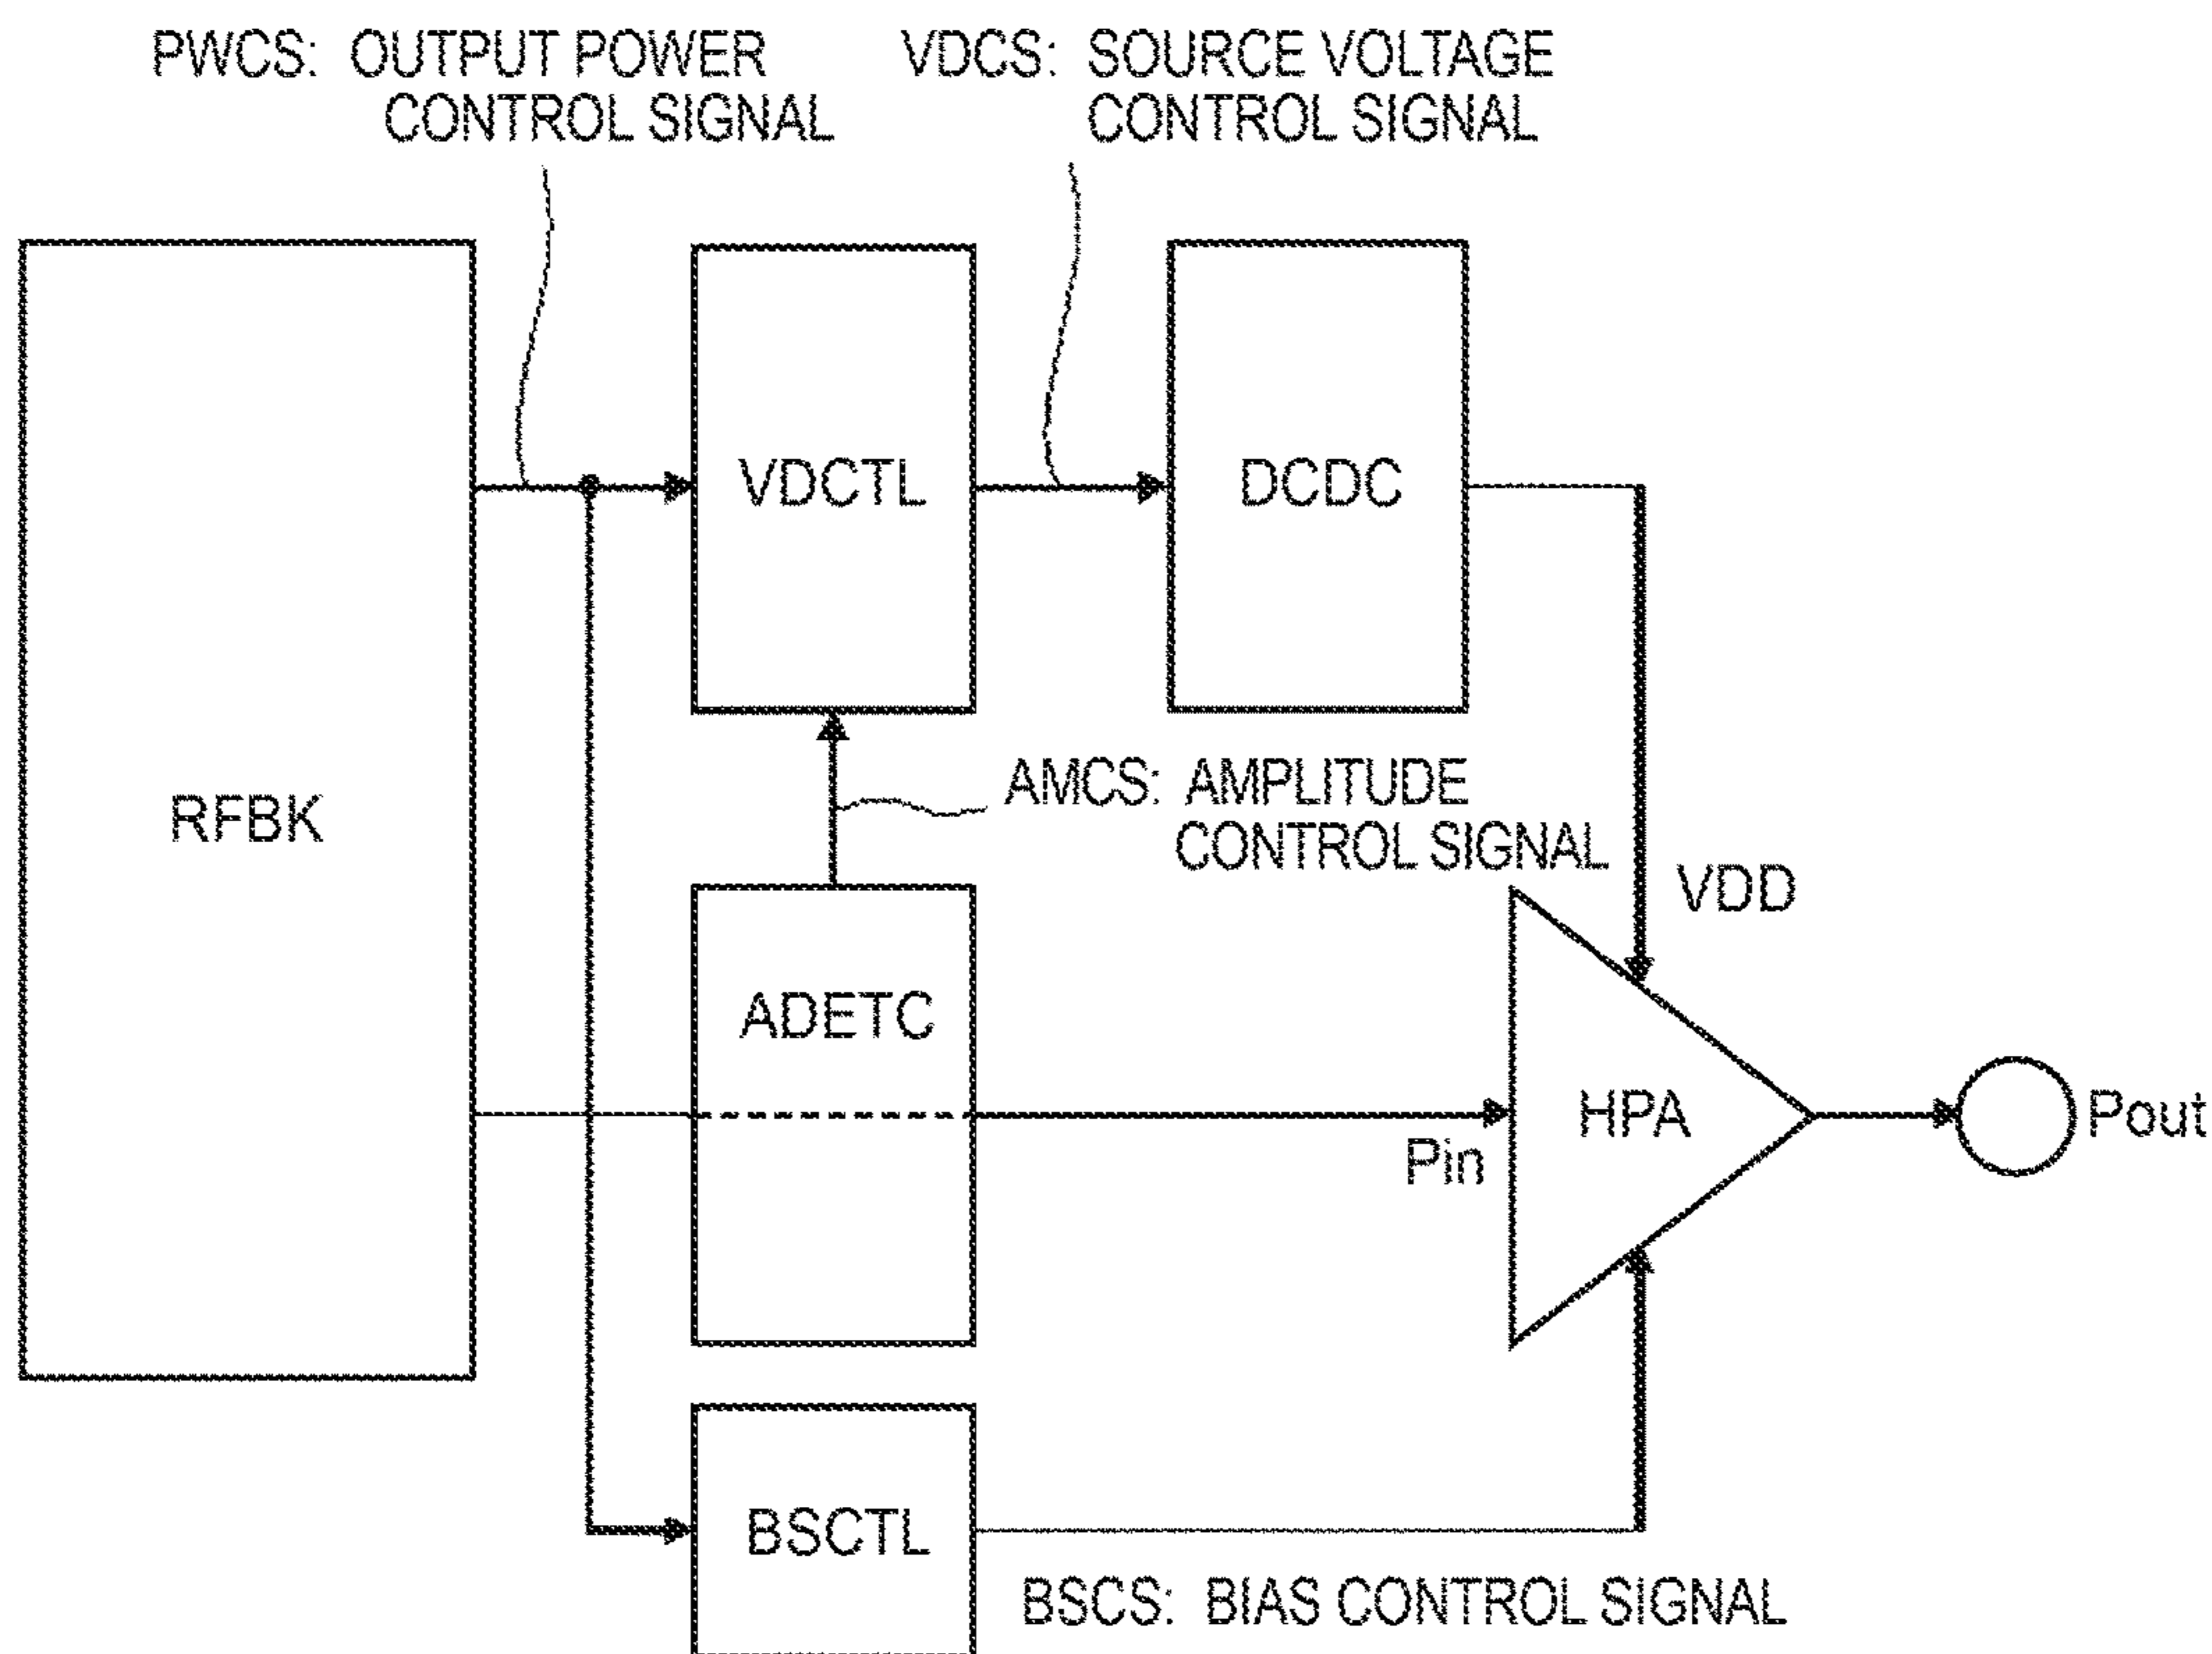 PWCS: OUTPUT POWER
CONTROL SIGNAL
VDCS: SOURCE VOLTAGE
CONTROL SIGNAL
VDCTL
DCDC
RFBK
AMCS: AMPLITUDE
CONTROL SIGNAL
VDD
ADETC
HPA
Pout
Pin
BSCTL
BSCS: BIAS CONTROL SIGNAL